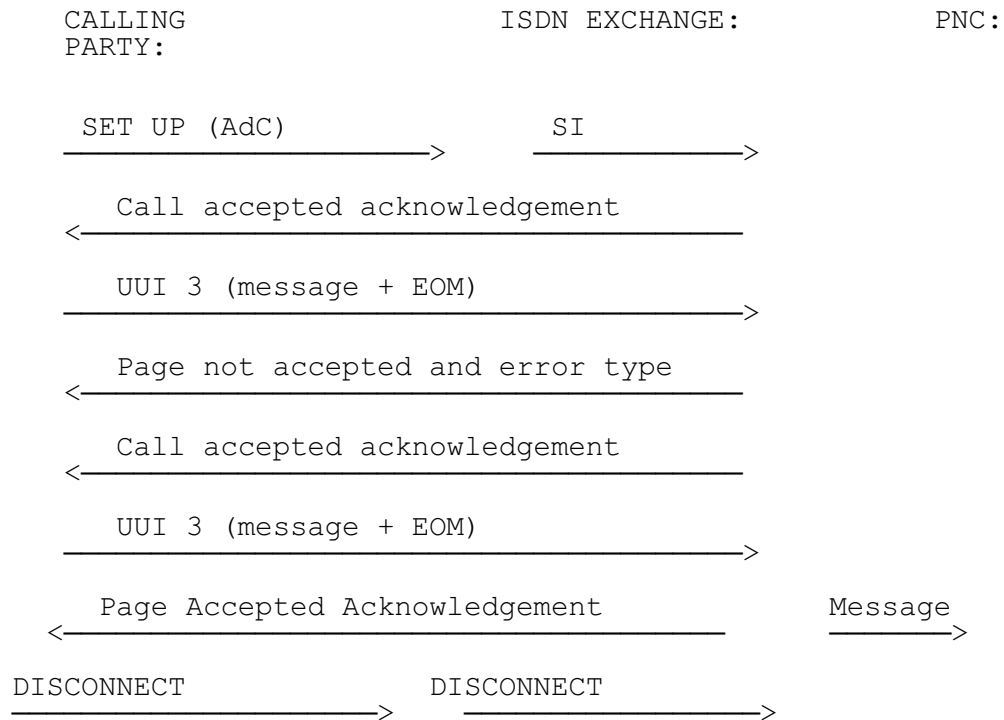 CALLING ISDN EXCHANGE: PNC:
PARTY:
SET UP (AdC) SI
Call accepted acknowledgement
UUI 3 (message + EOM)
Page not accepted and error type
Call accepted acknowledgement
UUI 3 (message + EOM)
Page Accepted Acknowledgement Message
DISCONNECT DISCONNECT